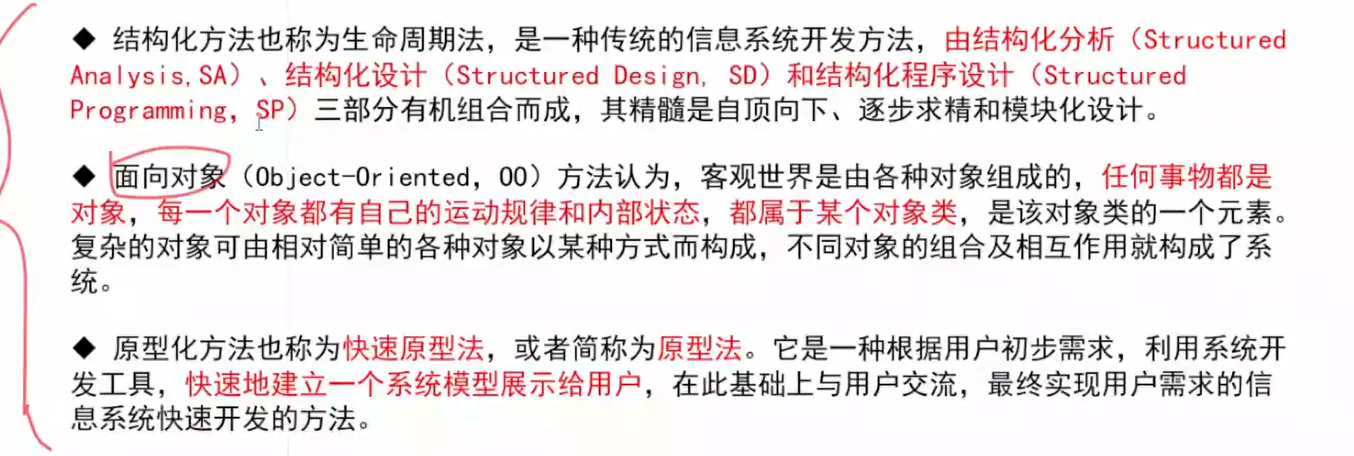 ◆ 结构化方法也称为生命周期法，是一种传统的信息系统开发方法，由结构化分析（Structured
Analysis,SA）、结构化设计（Structured Design, SD）和结构化程序设计（Structured
Programming, SP）三部分有机组合而成，其精髓是自顶向下、逐步求精和模块化设计。
◆ 面向对象（Object-Oriented, OO）方法认为，客观世界是由各种对象组成的，任何事物都是
对象，每一个对象都有自己的运动规律和内部状态，都属于某个对象类，是该对象类的一个元素。
复杂的对象可由相对简单的各种对象以某种方式而构成，不同对象的组合及相互作用就构成了系
统。
◆ 原型化方法也称为快速原型法，或者简称为原型法。它是一种根据用户初步需求，利用系统开
发工具，快速地建立一个系统模型展示给用户，在此基础上与用户交流，最终实现用户需求的信
息系统快速开发的方法。